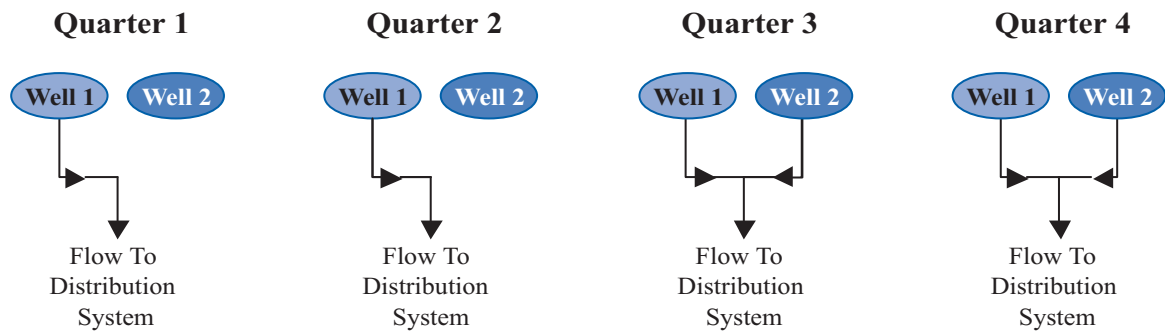 Quarter 1
Quarter 2
Quarter 3
Quarter 4
Well 1
Well 2
Well 1
Well 2
Well 1
Well 2
Well 1
Well 2
Flow To
Distribution
System
Flow To
Distribution
System
Flow To
Distribution
System
Flow To
Distribution
System